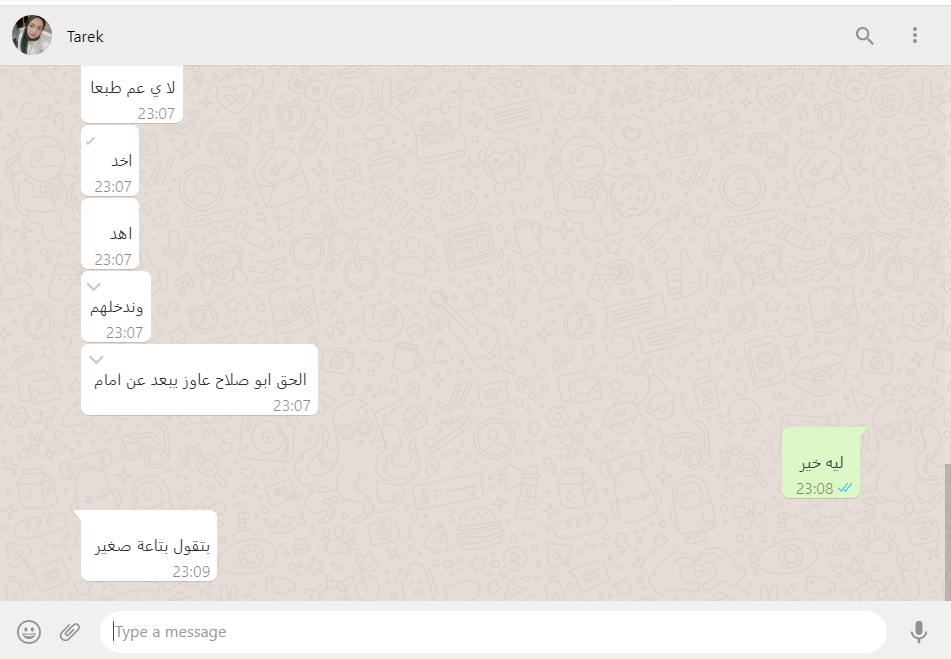 Tarek
لا ي عم طبعا
23:07
اخد
23:07
اهد
23:07
وندخلهم
23:07
الحق ابو صلاح عاوز يبعد عن امام
23:07
ليه خير
23:08
بتقول بتاعة صغير
23:09
Type a message